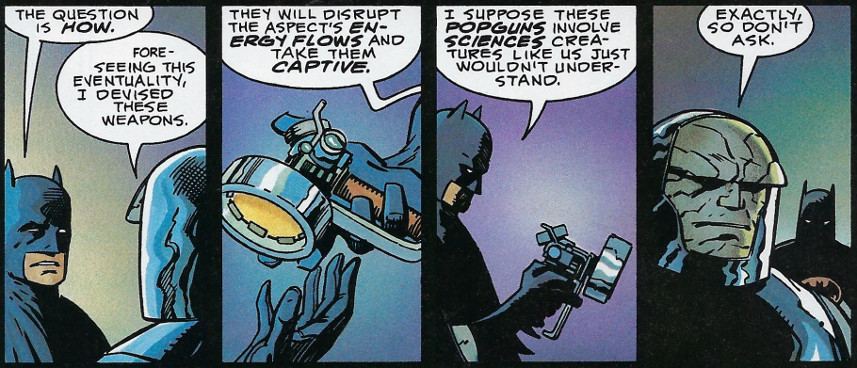 THE QUESTION
IS HOW.
FORE-
SEEING THIS
EVENTUALITY,
I DEVISED
THESE
WEAPONS.
THEY WILL DISRUPT
THE ASPECT'S EN-
ERGY FLOWS AND
TAKE THEM
CAPTIVE.
I SUPPOSE THESE
POPGUNS INVOLVE
SCIENCES CREA-
TURES LIKE US JUST
WOULDN'T UNDER-
STAND.
EXACTLY,
SO DON'T
ASK.